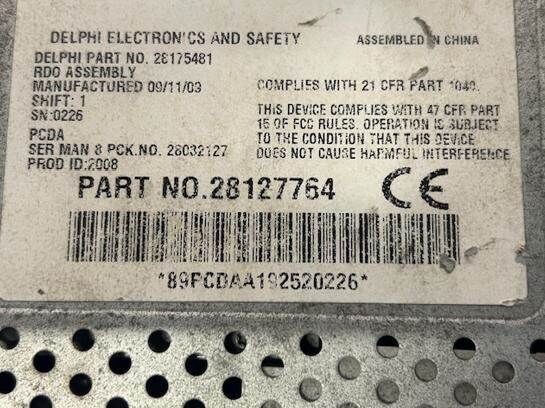 DELPHI ELECTRONICS AND SAFETY
ASSEMBLED IN CHINA
DELPHI PART NO. 28175481
RDO ASSEMBLY
MANUFACTURED 09/11/03
SHIFT: 1
SN:0226
COMPLIES WITH 21 CFR PART 1040.
THIS DEVICE COMPLIES WITH 47 CFR PART
15 OF FCC RULES. OPERATION IS SUBJECT
TO THE CONDITION THAT THIS DEVICE
DOES NOT CAUSE HARMFUL INTERFERENCE
PCDA
SER MAN 8 PCK.NO. 28032127
PROD ID:2008
PART NO.28127764
CE
*89PCDAA192520226*